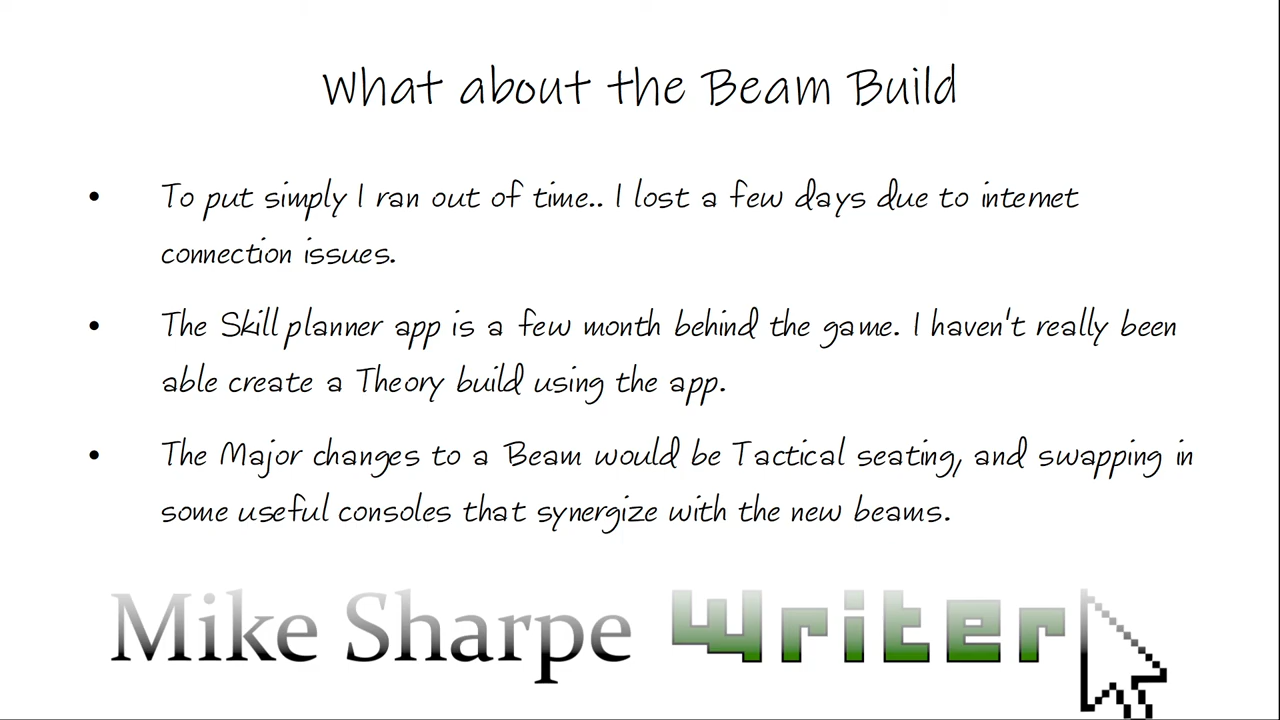 What about the Beam Build
• To put simply I ran out of time.. I lost a few days due to internet
connection issues.
• The Skill planner app is a few month behind the game. I haven't really been
able create a Theory build using the app.
• The Major changes to a Beam would be Tactical seating, and swapping in
some useful consoles that synergize with the new beams.
Mike Sharpe Writer